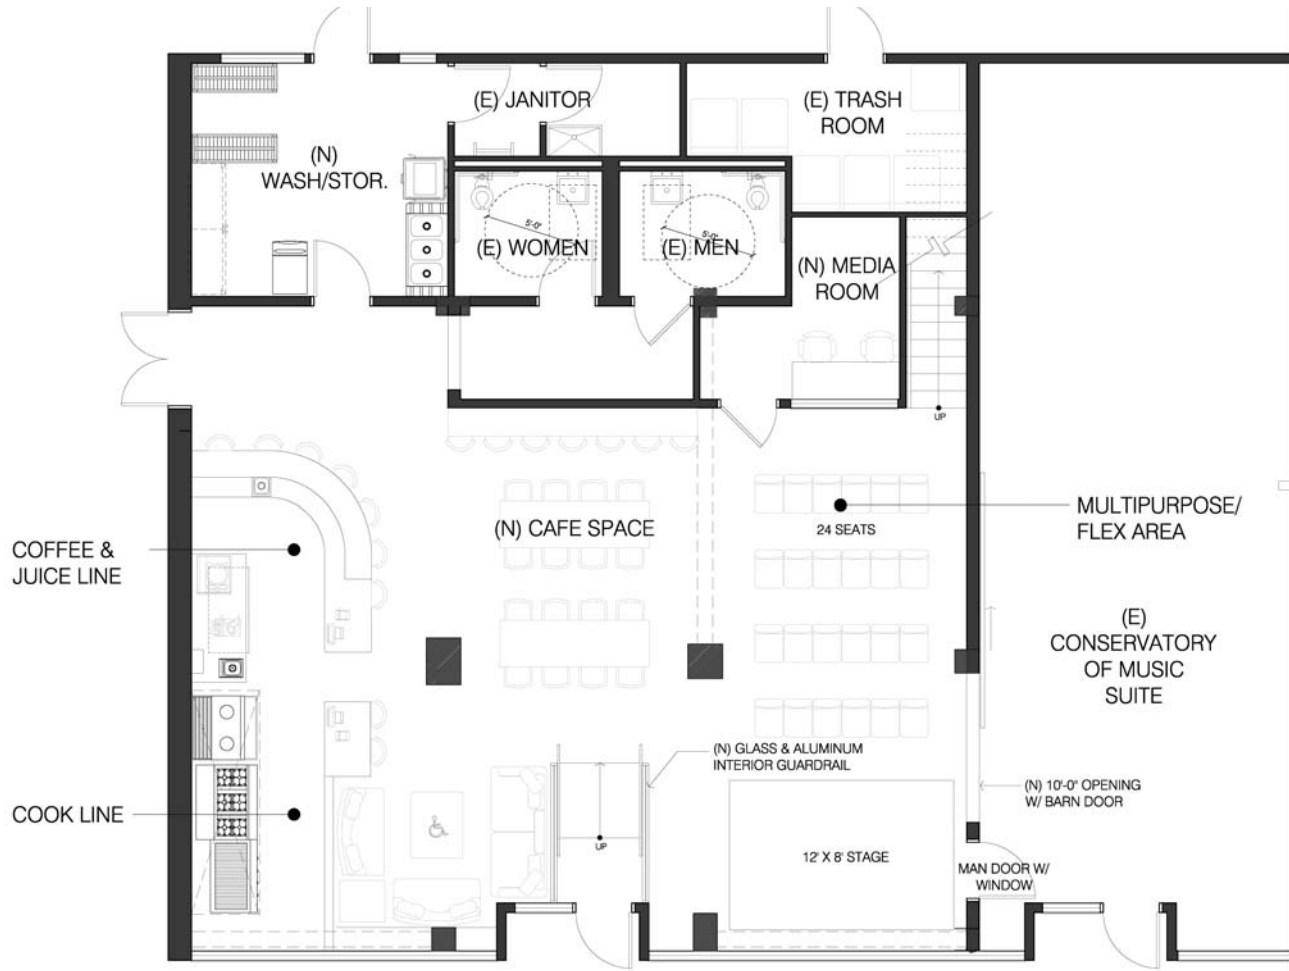 (E) JANITOR
(E) TRASH
ROOM
(N)
WASH/STOR.
5'-0"
(E) WOMEN
5'-0"
(E) MEN
(N) MEDIA
ROOM
UP
COFFEE &
JUICE LINE
(N) CAFE SPACE
24 SEATS
MULTIPURPOSE/
FLEX AREA
(E)
CONSERVATORY
OF MUSIC
SUITE
(N) GLASS & ALUMINUM
INTERIOR GUARDRAIL
(N) 10'-0" OPENING
W/ BARN DOOR
COOK LINE
UP
12' X 8' STAGE
MAN DOOR W/
WINDOW